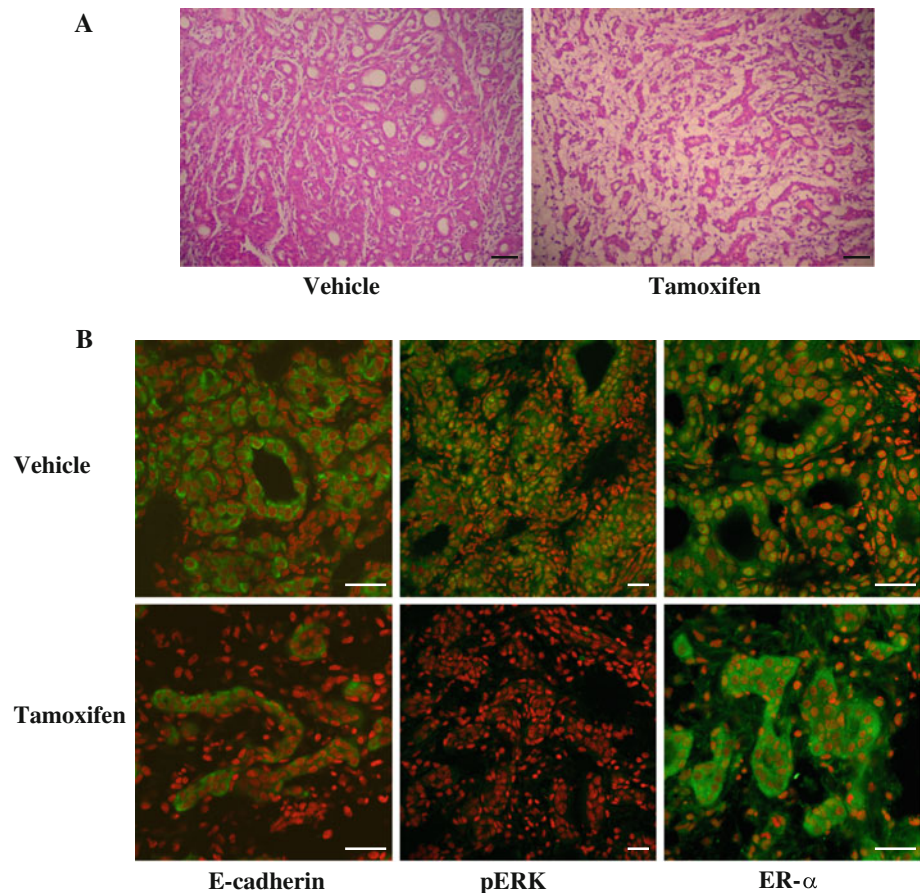 A
Vehicle Tamoxifen
B
Vehicle
Tamoxifen
E-cadherin pERK ER-α